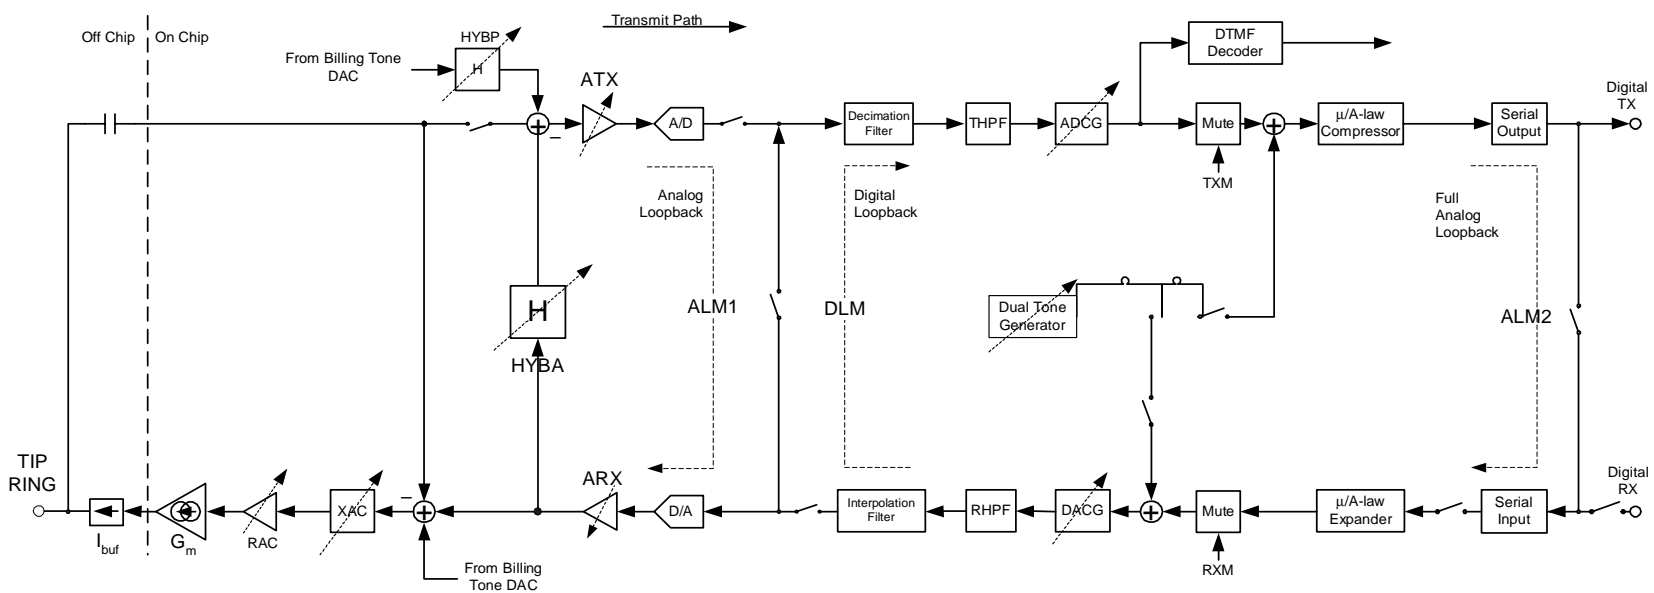 Transmit Path
Off Chip
On Chip
HYBP
From Billing Tone
DAC
H
ATX
DTMF
Decoder
Digital
TX
+
−
A/D
Decimation
Filter
THPF
ADCG
Mute
+
μ/A-law
Compressor
Serial
Output
TXM
Analog
Loopback
Digital
Loopback
Full
Analog
Loopback
H
HYBA
ALM1
DLM
Dual Tone
Generator
ALM2
TIP
RING
Ibuf
Gm
RAC
XAC
−
+
ARX
D/A
Interpolation
Filter
RHPF
DACG
+
Mute
μ/A-law
Expander
Serial
Input
Digital
RX
RXM
From Billing
Tone DAC